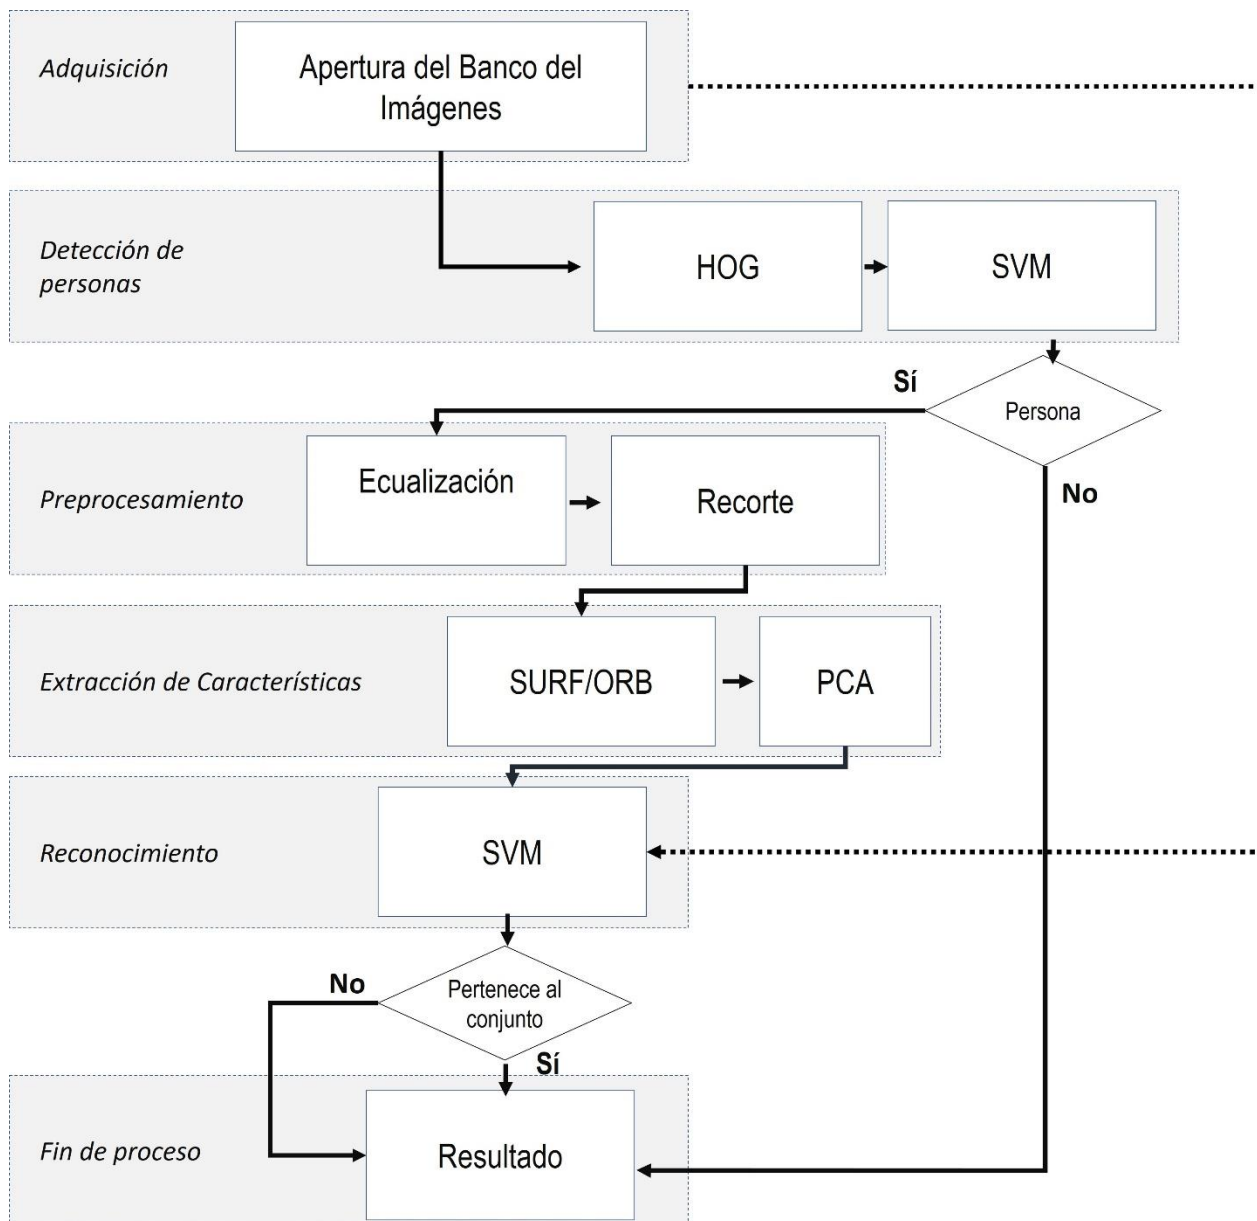 Adquisición
Apertura del Banco del
Imágenes
Detección de
personas
HOG
SVM
Sí
Persona
No
Preprocesamiento
Ecualización
Recorte
Extracción de Característicias
SURF/ORB
PCA
Reconocimiento
SVM
No
Pertenece al
conjunto
Sí
Fin de proceso
Resultado